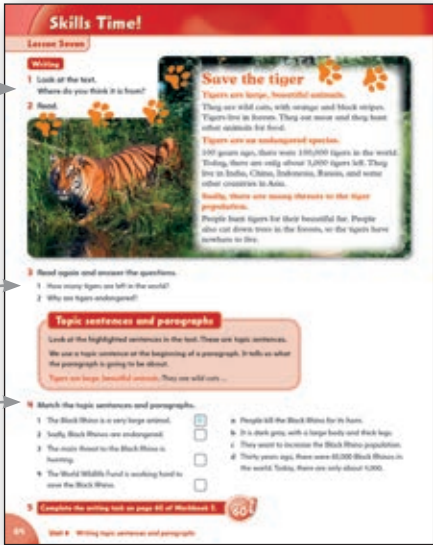 Skills Time!
Lesson Seven
Writing
1 Look at the text.
Where do you think it is from?
2 Read.
Save the tiger
Tigers are large, beautiful animals.
They are wild cats, with orange and black stripes.
Tigers live in forests. They eat meat and they hunt
other animals for food.
Tigers are an endangered species.
100 years ago, there were 100,000 tigers in the world.
Today, there are only about 3,000 tigers left. They
live in India, China, Indonesia, Russia, and some
other countries in Asia.
Sadly, there are many threats to the tiger
population.
People hunt tigers for their beautiful fur. People
also cut down trees in the forests, so the tigers have
nowhere to live.
3 Read again and answer the questions.
1 How many tigers are left in the world?
2 Why are tigers endangered?
Topic sentences and paragraphs
Look at the highlighted sentences in the text. These are topic sentences.
We use a topic sentence at the beginning of a paragraph. It tells us what
the paragraph is going to be about.
Tigers are large, beautiful animals. They are wild cats ...
4 Match the topic sentences and paragraphs.
1 The Black Rhino is a very large animal.
2 Sadly, Black Rhinos are endangered.
3 The main threat to the Black Rhino is
hunting.
4 The World Wildlife Fund is working hard to
save the Black Rhino.
a People kill the Black Rhino for its horn.
b It is dark grey, with a large body and thick legs.
c They want to increase the Black Rhino population.
d Thirty years ago, there were 65,000 Black Rhinos in
the world. Today, there are only about 4,000.
5 Complete the writing task on page 60 of Workbook 5.
60
Unit 8 Writing topic sentences and paragraphs